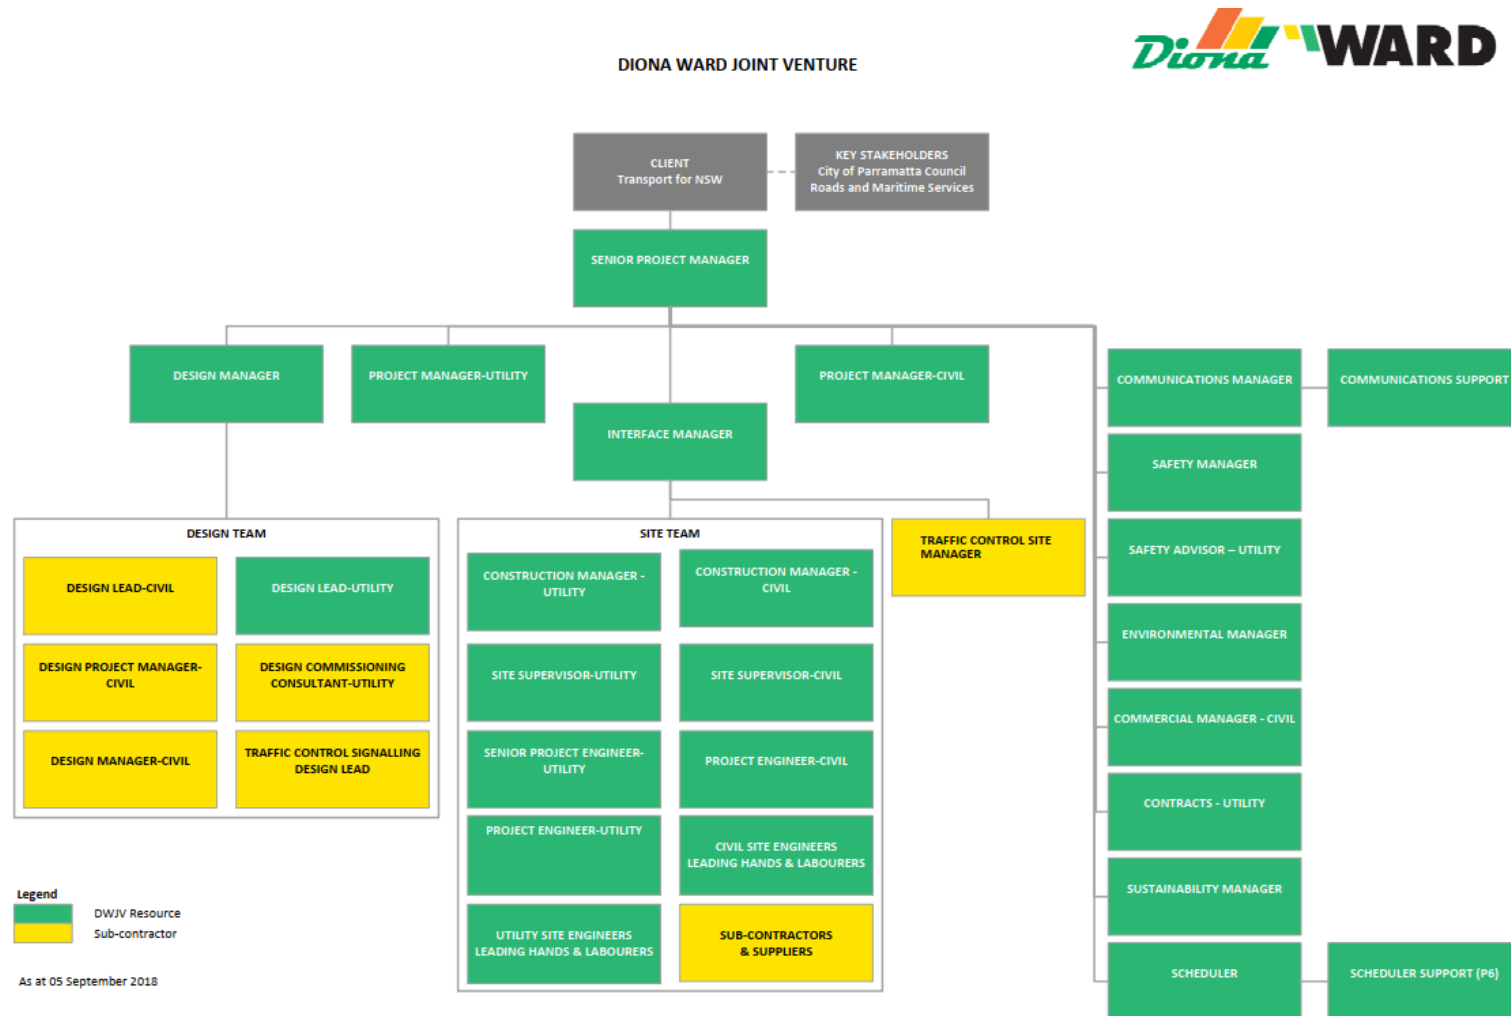 Diona WARD
DIONA WARD JOINT VENTURE
CLIENT
Transport for NSW
KEY STAKEHOLDERS
City of Parramatta Council
Roads and Maritime Services
SENIOR PROJECT MANAGER
DESIGN MANAGER
PROJECT MANAGER-UTILITY
INTERFACE MANAGER
PROJECT MANAGER-CIVIL
COMMUNICATIONS MANAGER
COMMUNICATIONS SUPPORT
SAFETY MANAGER
SAFETY ADVISOR – UTILITY
ENVIRONMENTAL MANAGER
COMMERCIAL MANAGER - CIVIL
CONTRACTS - UTILITY
SUSTAINABILITY MANAGER
SCHEDULER
SCHEDULER SUPPORT (P6)
DESIGN TEAM
DESIGN LEAD-CIVIL
DESIGN LEAD-UTILITY
DESIGN PROJECT MANAGER-
CIVIL
DESIGN COMMISSIONING
CONSULTANT-UTILITY
DESIGN MANAGER-CIVIL
TRAFFIC CONTROL SIGNALLING
DESIGN LEAD
SITE TEAM
CONSTRUCTION MANAGER -
UTILITY
CONSTRUCTION MANAGER -
CIVIL
SITE SUPERVISOR-UTILITY
SITE SUPERVISOR-CIVIL
SENIOR PROJECT ENGINEER-
UTILITY
PROJECT ENGINEER-CIVIL
PROJECT ENGINEER-UTILITY
CIVIL SITE ENGINEERS
LEADING HANDS & LABOURERS
UTILITY SITE ENGINEERS
LEADING HANDS & LABOURERS
SUB-CONTRACTORS
& SUPPLIERS
TRAFFIC CONTROL SITE
MANAGER
Legend
DWJV Resource
Sub-contractor
As at 05 September 2018